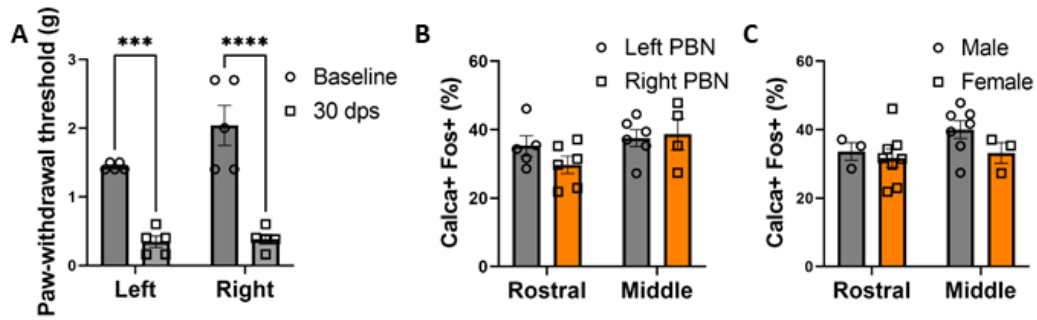 A
Paw-withdrawal threshold (g)
3
2
1
0
***
****
Baseline
30 dps
Left
Right
B
Calca+ Fos+ (%)
60
40
20
0
Left PBN
Right PBN
Rostral
Middle
C
Calca+ Fos+ (%)
60
40
20
0
Male
Female
Rostral
Middle